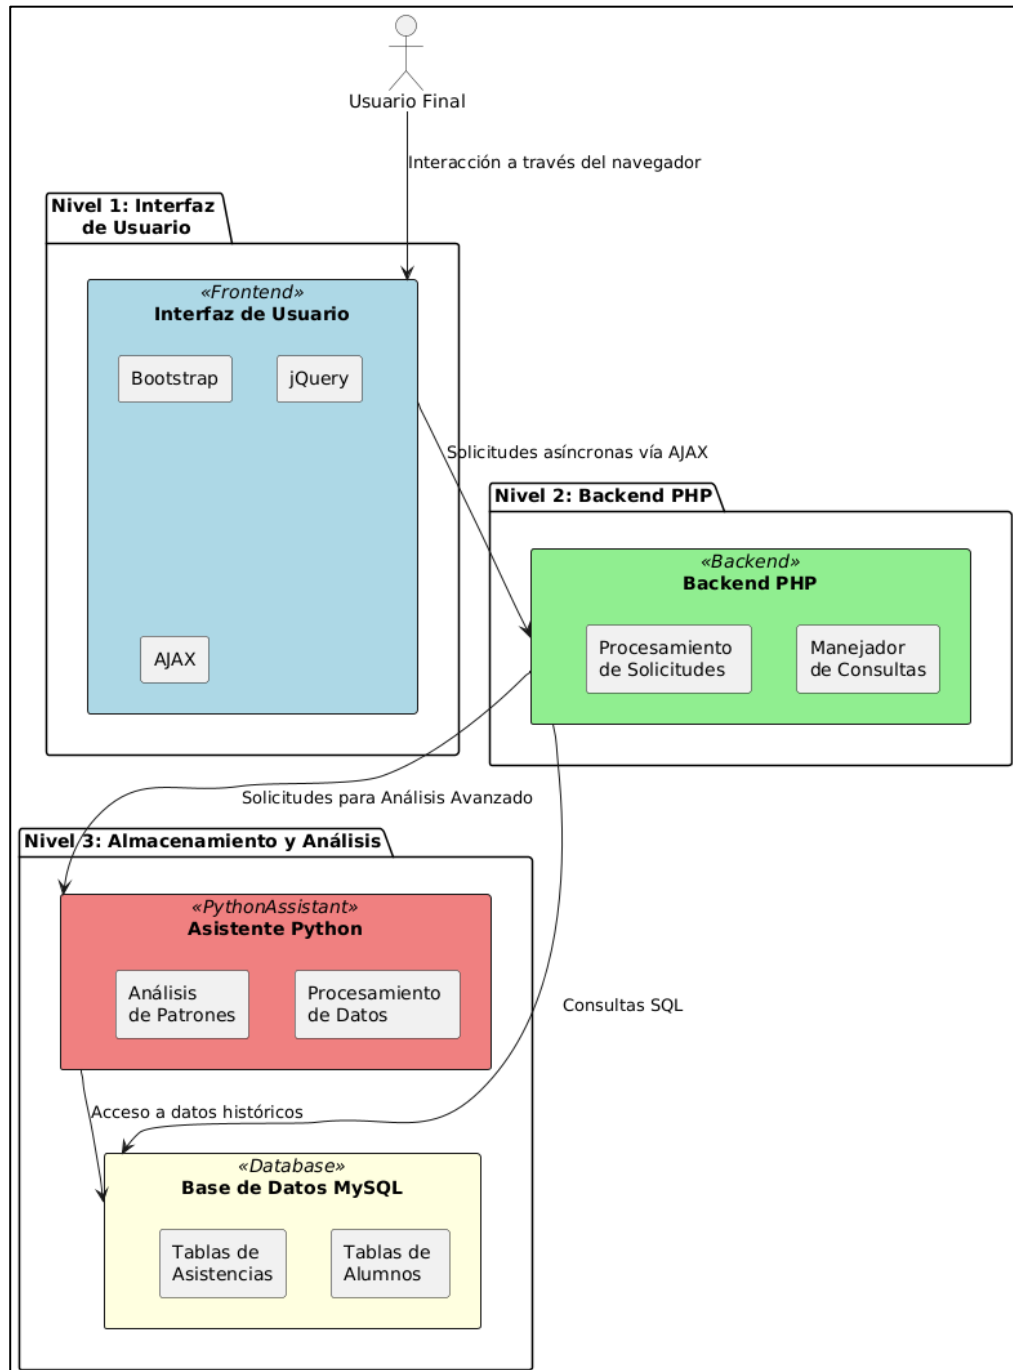 Usuario Final
Interacción a través del navegador
Nivel 1: Interfaz
de Usuario
«Frontend»
Interfaz de Usuario
Bootstrap
jQuery
AJAX
Solicitudes asíncronas vía AJAX
Nivel 2: Backend PHP
«Backend»
Backend PHP
Procesamiento
de Solicitudes
Manejador
de Consultas
Solicitudes para Análisis Avanzado
Nivel 3: Almacenamiento y Análisis
«PythonAssistant»
Asistente Python
Análisis
de Patrones
Procesamiento
de Datos
Consultas SQL
Acceso a datos históricos
«Database»
Base de Datos MySQL
Tablas de
Asistencias
Tablas de
Alumnos